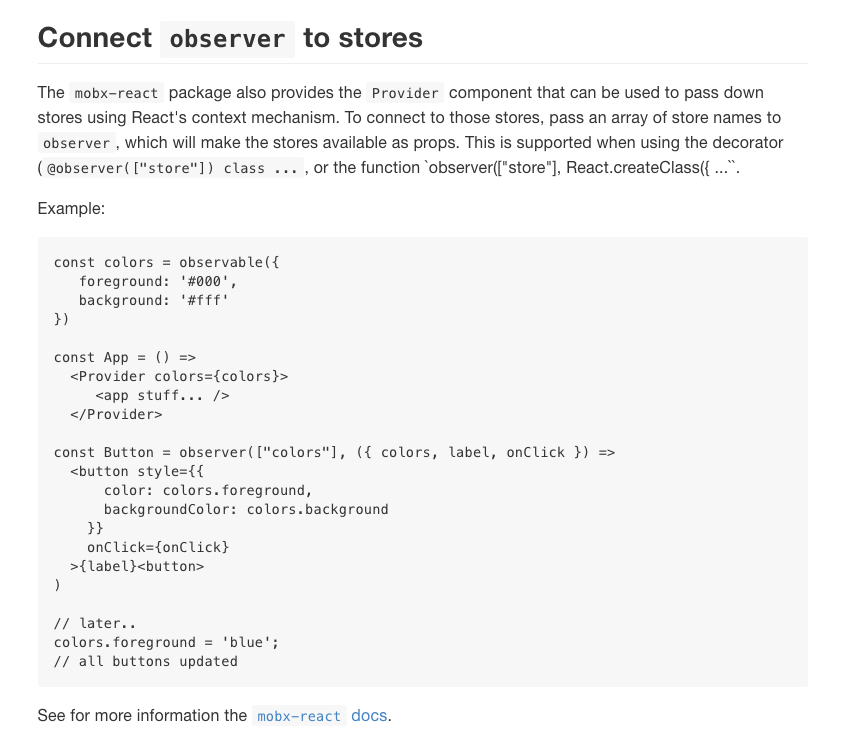 Connect observer to stores
The mobx-react package also provides the Provider component that can be used to pass down
stores using React's context mechanism. To connect to those stores, pass an array of store names to
observer , which will make the stores available as props. This is supported when using the decorator
( @observer(["store"]) class ... , or the function `observer(["store"], React.createClass({ ...``.
Example:
const colors = observable({
   foreground: '#000',
   background: '#fff'
})
const App = () =>
  <Provider colors={colors}>
     <app stuff... />
  </Provider>
const Button = observer(["colors"], ({ colors, label, onClick }) =>
  <button style={{
      color: colors.foreground,
      backgroundColor: colors.background
    }}
    onClick={onClick}
  >{label}<button>
)
// later..
colors.foreground = 'blue';
// all buttons updated
See for more information the mobx-react docs.